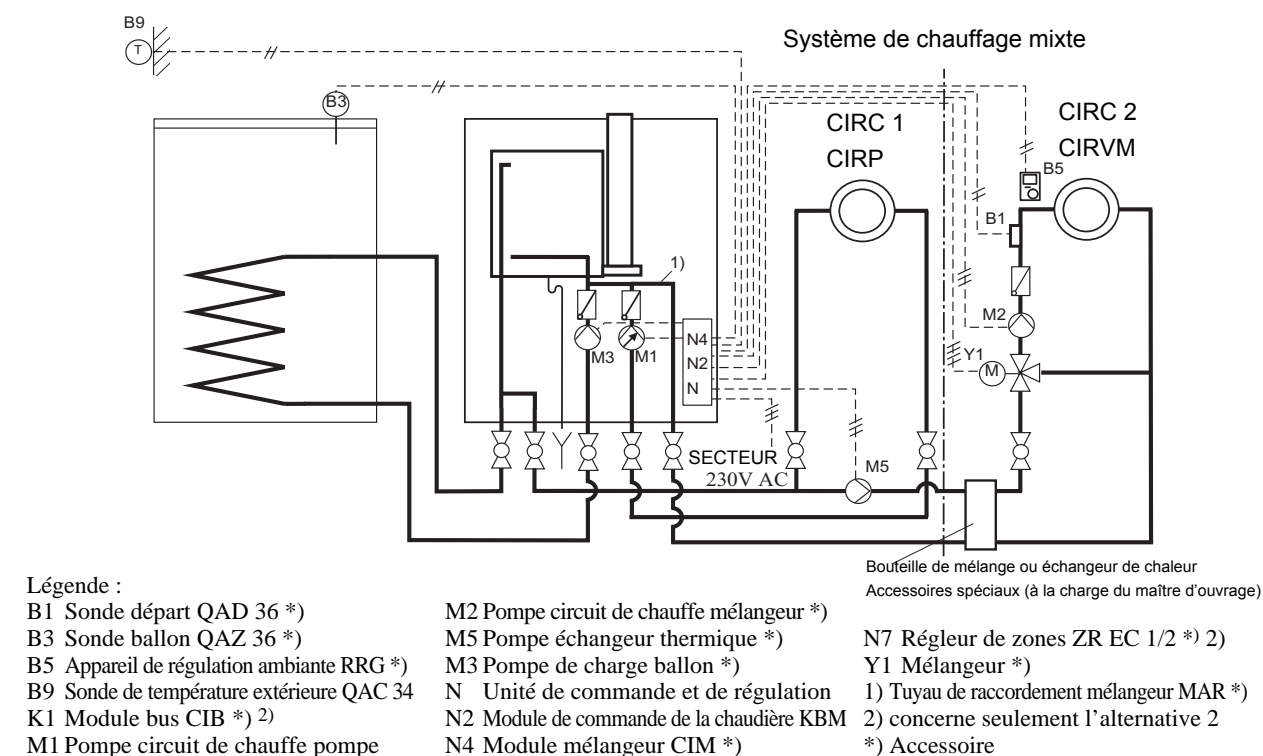 B9
T
Système de chauffage mixte
B3
CIRC 1
CIRP
CIRC 2
CIRVM
B5
B1
1)
M2
N4
M3
M1
N2
Y1
M
N
SECTEUR
230V AC
M5
Bouteille de mélange ou échangeur de chaleur
Accessoires spéciaux (à la charge du maître d'ouvrage)
Légende :
B1 Sonde départ QAD 36 *)
B3 Sonde ballon QAZ 36 *)
B5 Appareil de régulation ambiante RRG *)
B9 Sonde de température extérieure QAC 34
K1 Module bus CIB *) 2)
M1 Pompe circuit de chauffe pompe
M2 Pompe circuit de chauffe mélangeur *)
M5 Pompe échangeur thermique *)
M3 Pompe de charge ballon *)
N Unité de commande et de régulation
N2 Module de commande de la chaudière KBM
N4 Module mélangeur CIM *)
N7 Régleur de zones ZR EC 1/2 *) 2)
Y1 Mélangeur *)
1) Tuyau de raccordement mélangeur MAR *)
2) concerne seulement l’alternative 2
*) Accessoire